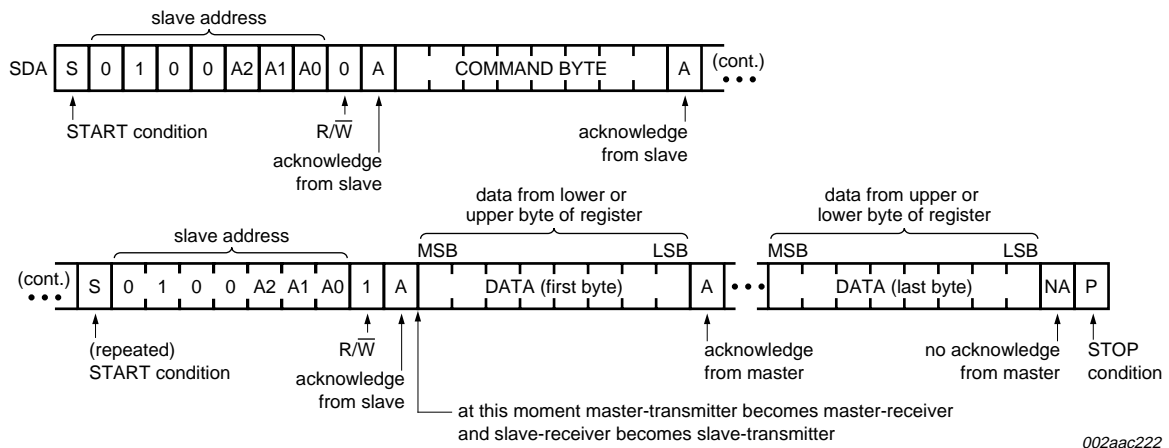 slave address
SDA S 0 1 0 0 A2 A1 A0 0 A COMMAND BYTE A (cont.)
START condition
R/W̅
acknowledge
from slave
acknowledge
from slave
data from lower or
upper byte of register
data from upper or
lower byte of register
slave address
MSB LSB MSB LSB
(cont.) S 0 1 0 0 A2 A1 A0 1 A DATA (first byte) A DATA (last byte) NA P
(repeated)
START condition
R/W̅
acknowledge
from slave
acknowledge
from master
no acknowledge
from master
STOP
condition
at this moment master-transmitter becomes master-receiver
and slave-receiver becomes slave-transmitter
002aac222